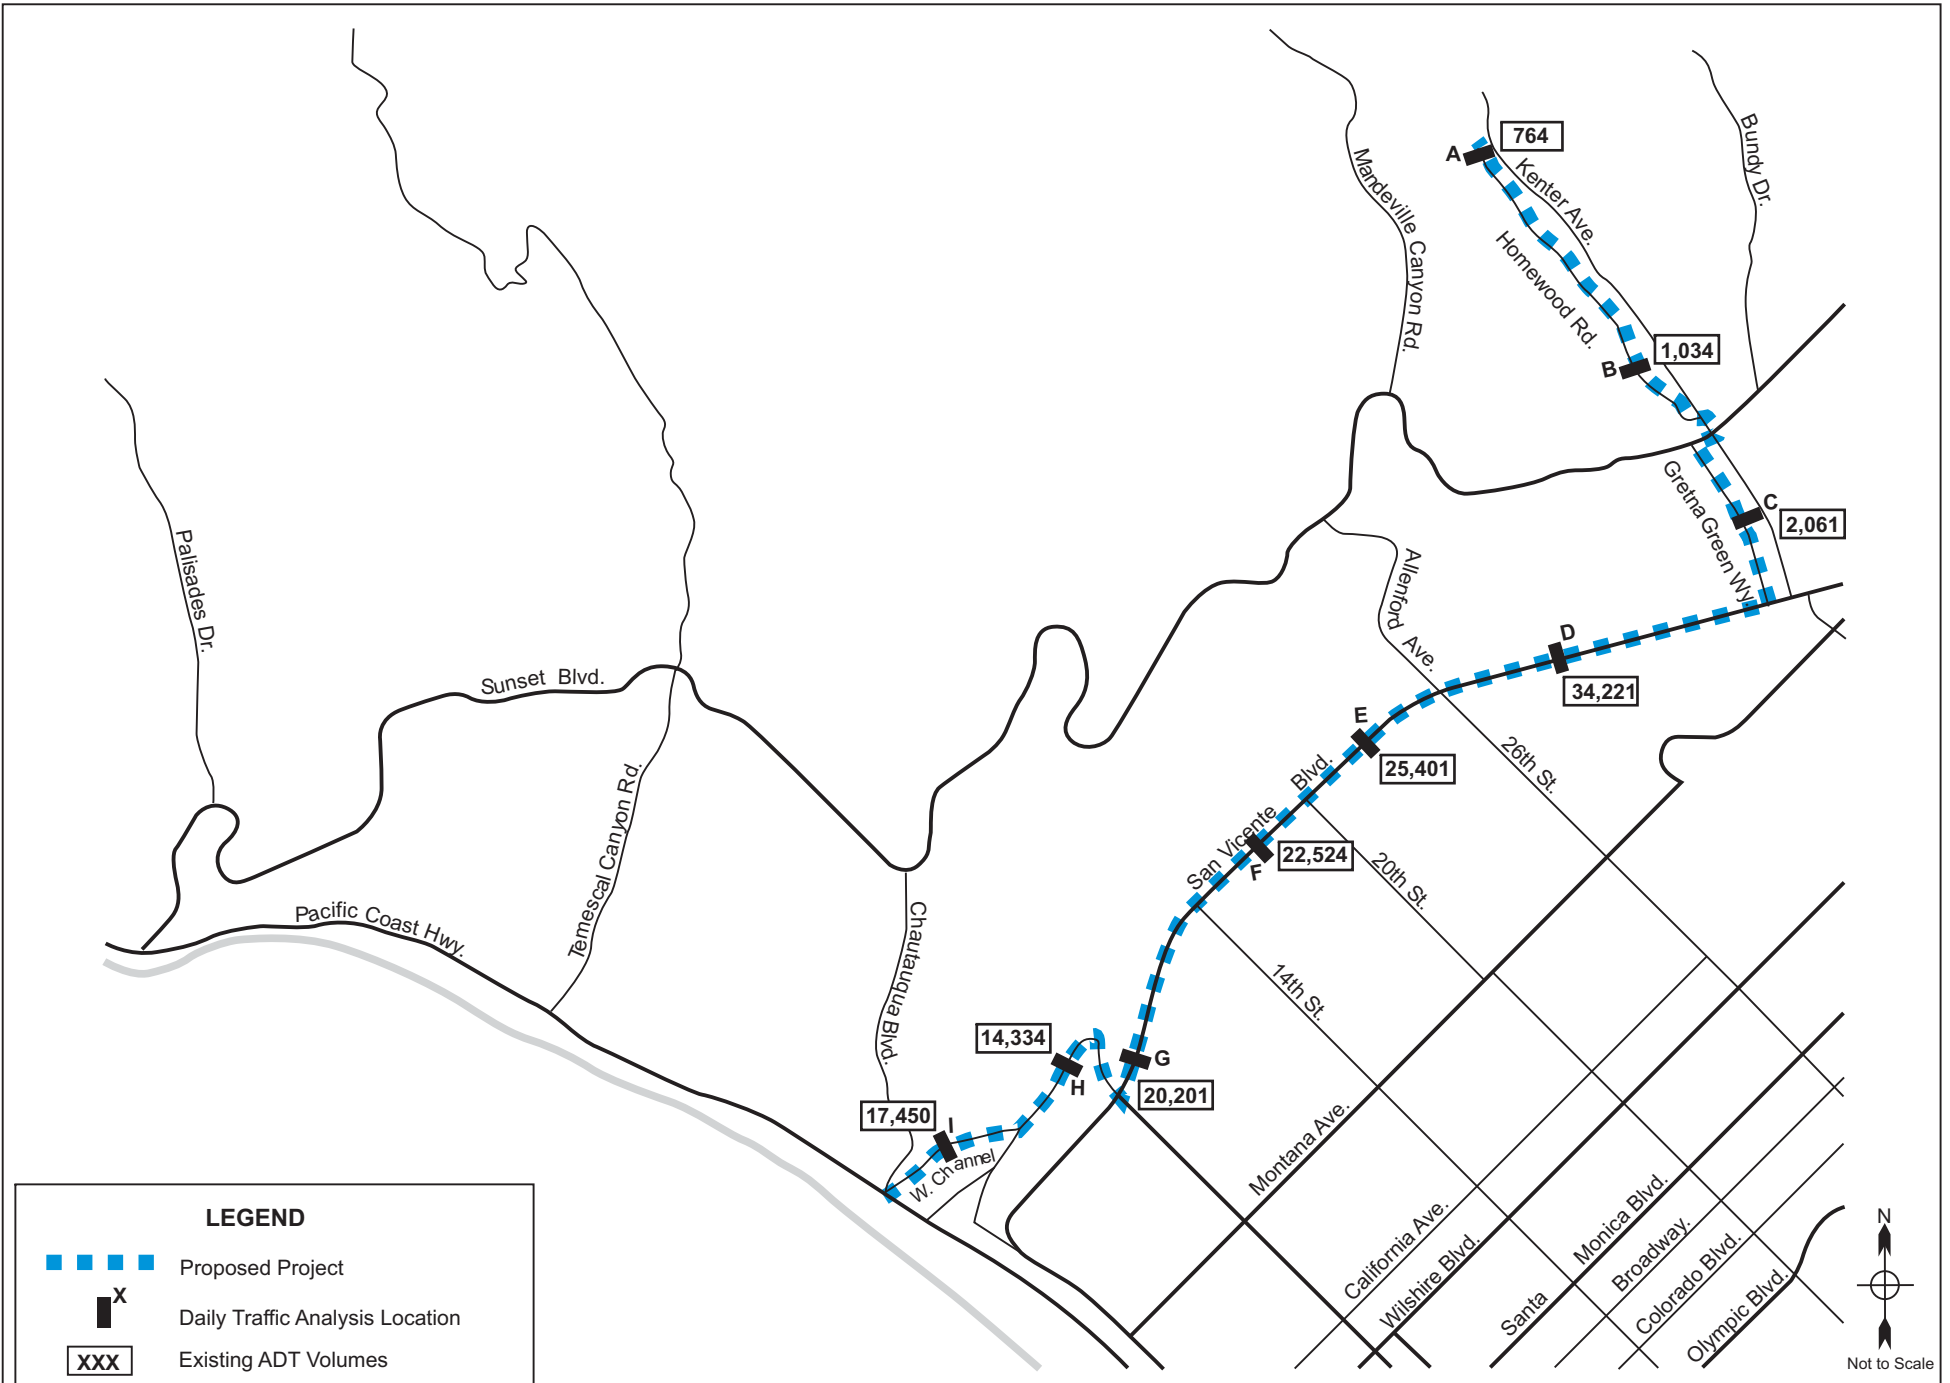 764
A
Kenter Ave.
Bundy Dr.
Mandeville Canyon Rd.
Homewood Rd.
1,034
B
C
2,061
Gretna Green Wy.
Palisades Dr.
Allenford Ave.
D
34,221
Sunset Blvd.
E
25,401
26th St.
San Vicente Blvd.
F
22,524
20th St.
Temescal Canyon Rd.
Pacific Coast Hwy.
Chautauqua Blvd.
14th St.
14,334
H
G
20,201
17,450
I
W. Channel
Montana Ave.
California Ave.
Wilshire Blvd.
Santa Monica Blvd.
Broadway.
Colorado Blvd.
Olympic Blvd.
N
Not to Scale
LEGEND
Proposed Project
X
Daily Traffic Analysis Location
XXX
Existing ADT Volumes